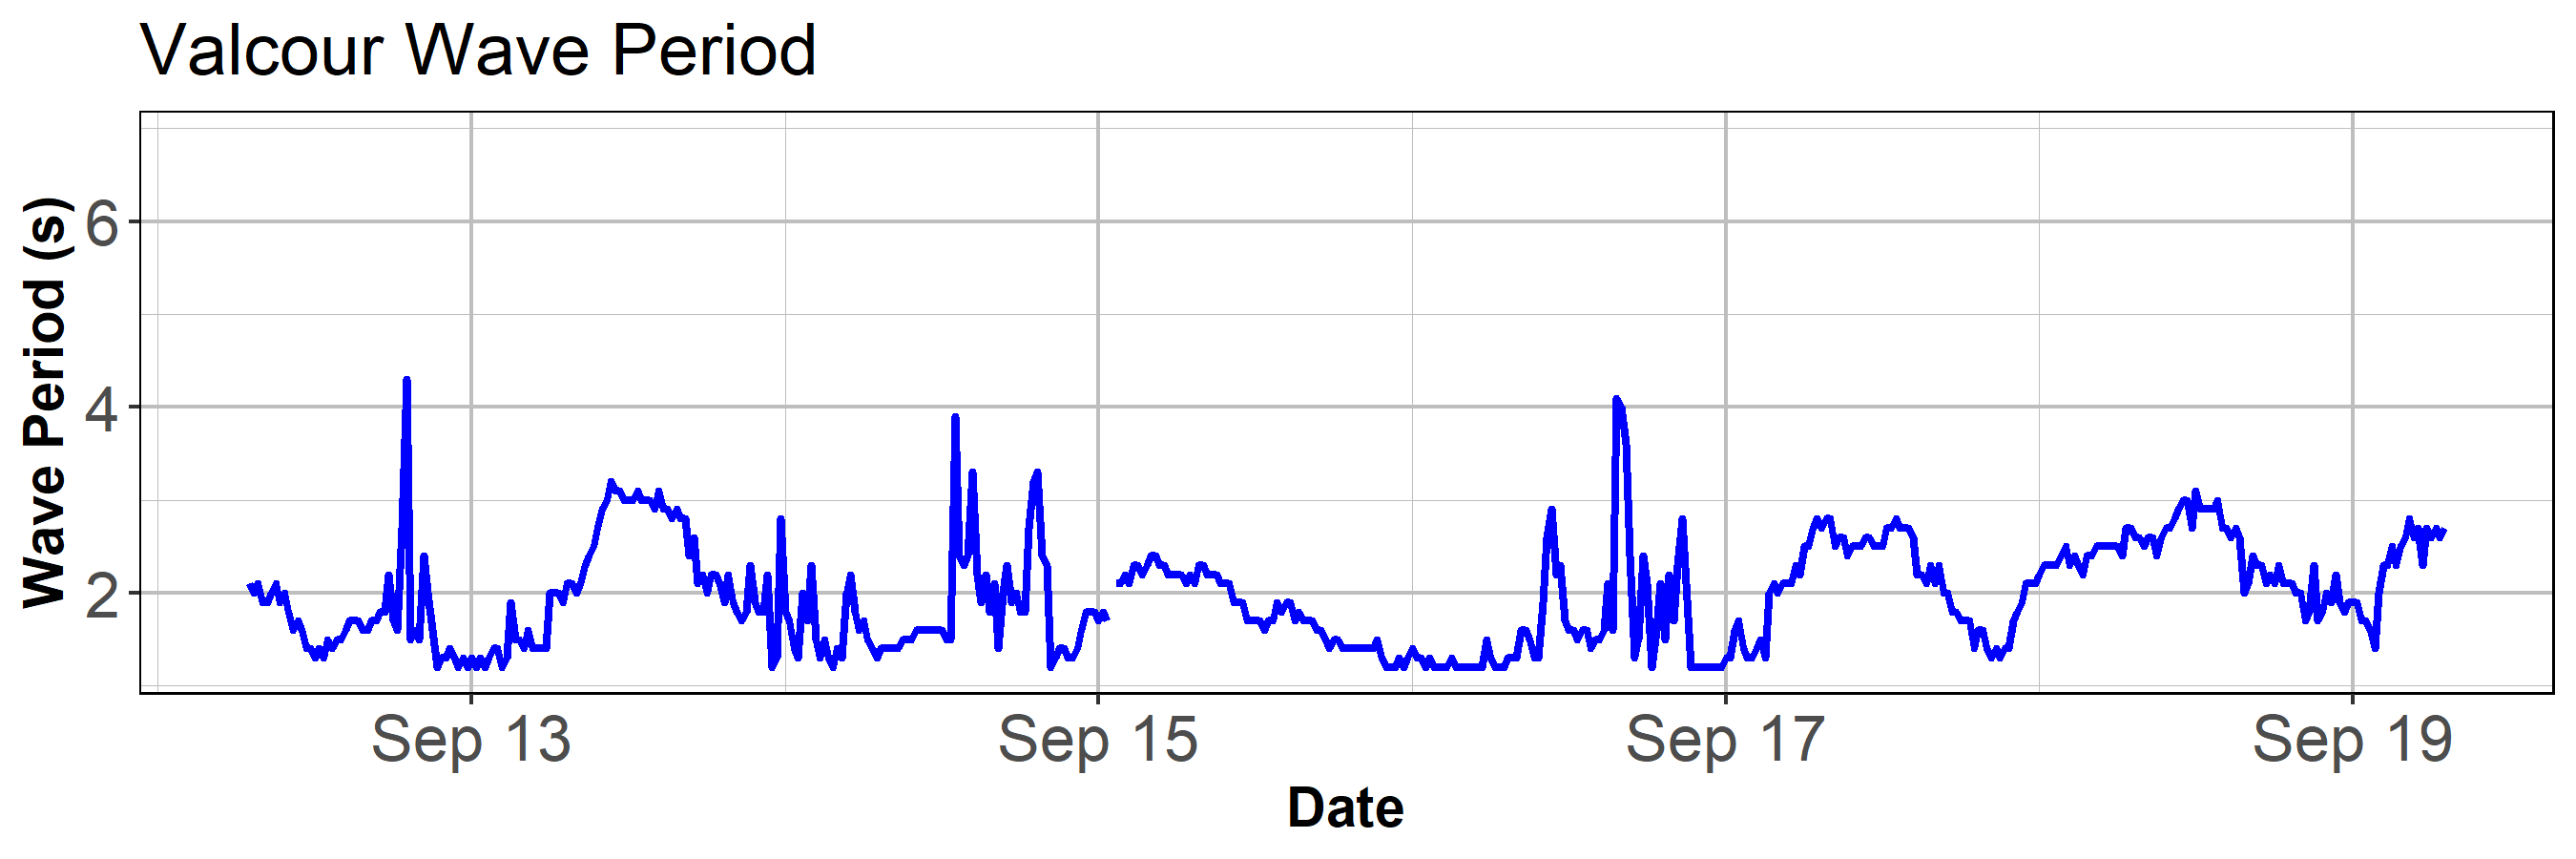 Valcour Wave Period
Wave Period (s)
6
4
2
Sep 13 Sep 15 Sep 17 Sep 19
Date